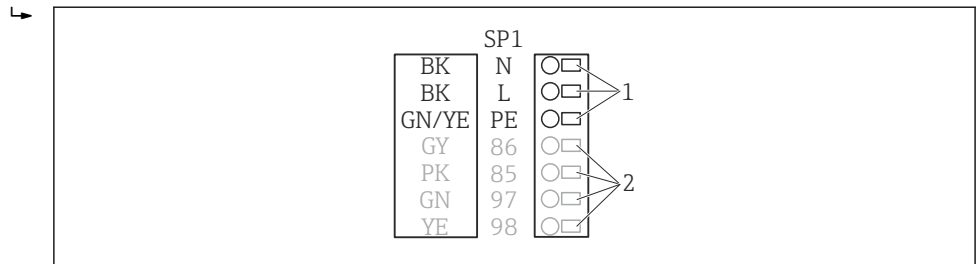 SP1
BK N
BK L 1
GN/YE PE
GY 86
PK 85 2
GN 97
YE 98